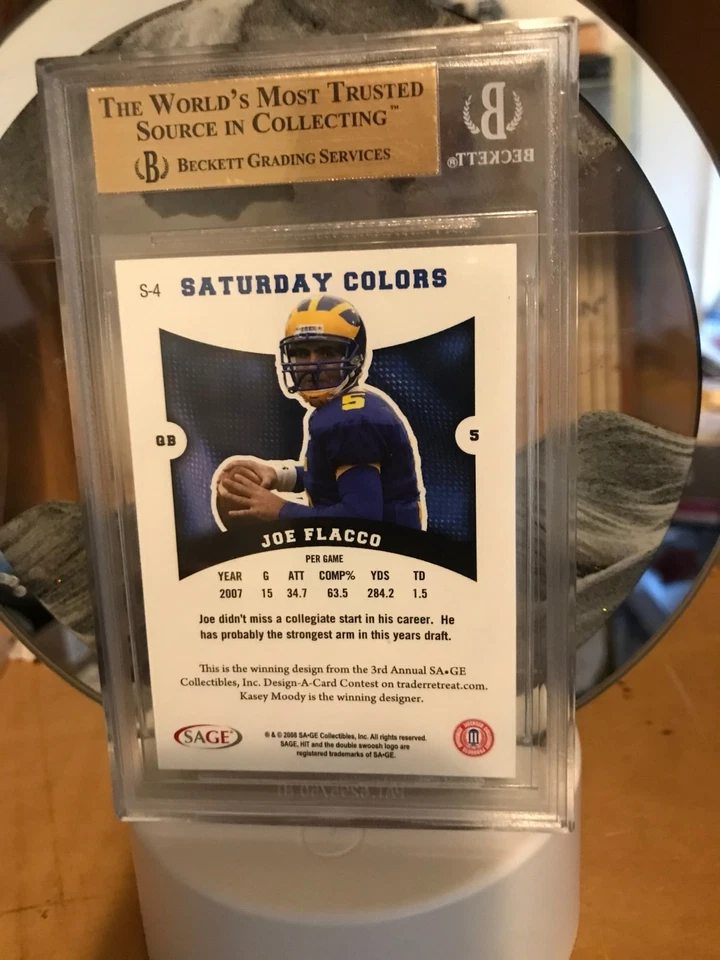 THE WORLD'S MOST TRUSTED
SOURCE IN COLLECTING™
B BECKETT GRADING SERVICES
B
BECKETT®
S-4 SATURDAY COLORS
5
QB
5
JOE FLACCO
PER GAME
YEAR G ATT COMP% YDS TD
2007 15 34.7 63.5 284.2 1.5
Joe didn't miss a collegiate start in his career. He
has probably the strongest arm in this years draft.
This is the winning design from the 3rd Annual SA•GE
Collectibles, Inc. Design-A-Card Contest on traderretreat.com.
Kasey Moody is the winning designer.
SAGE®
® & © 2008 SA•GE Collectibles, Inc. All rights reserved.
SAGE, HIT and the double swoosh logo are
registered trademarks of SA•GE.